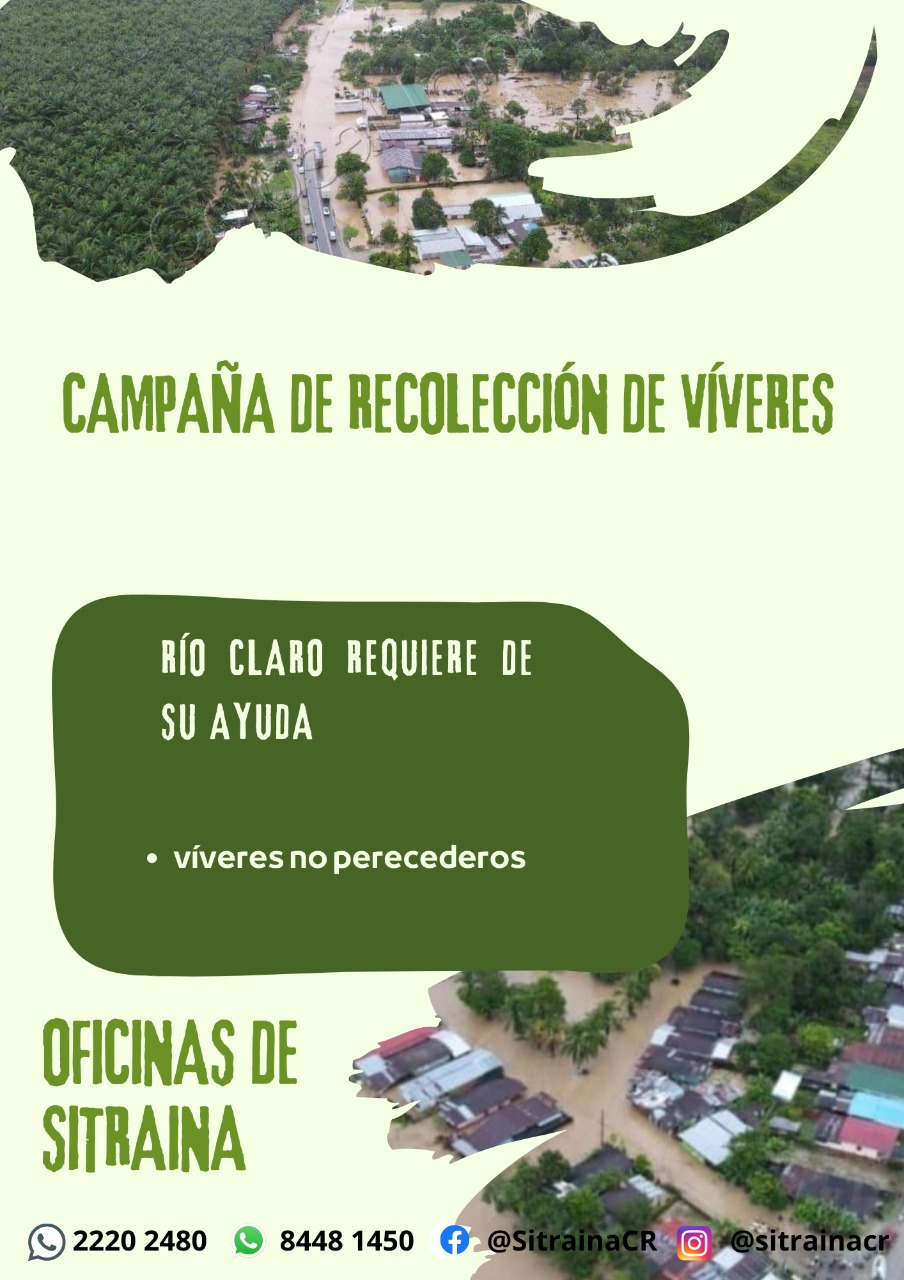 CAMPAÑA DE RECOLECCIÓN DE VÍVERES
RÍO CLARO REQUIERE DE
SU AYUDA
• víveres no perecederos
OFICINAS DE
SITRAINA
2220 2480 8448 1450 @SitrainaCR @sitrainacr